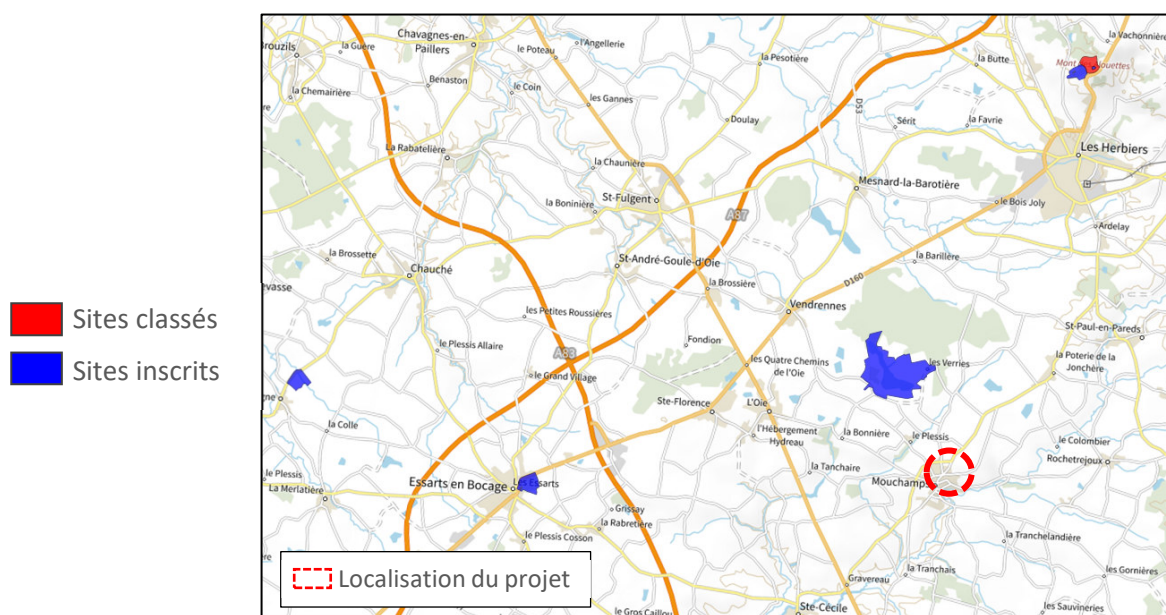 Sites classés
Sites inscrits
Brouzils
la Guère
Chavagnes-en-
Paillers
l'Angellerie
le Poteau
la Pesotière
la Butte
la Vachonnière
Benaston
le Coin
la Chemairière
les Gannes
D53
Doulay
Sérit
la Favrie
Les Herbiers
La Rabatelière
la Chaunière
Mesnard-la-Barotière
St-Fulgent
le Bois Joly
la Boninière
A87
Ardelay
la Brossette
Chauché
St-André-Goule-d'Oie
la Barillère
la Brossière
D160
Vendrennes
les Petites Roussières
St-Paul-en-Pareds
Fondion
le Plessis Allaire
A83
les Quatre Chemins
de l'Oie
les Verries
la Poterie de la
Jonchère
le Grand Village
Ste-Florence
L'Oie
la Colle
l'Hébergement
Hydreau
la Bonnière
le Plessis
le Colombier
Rochetrejoux
la Tanchaire
le Plessis
La Merlatière
Essarts en Bocage
Les Essarts
Mouchamps
Grissay
la Rabretière
le Plessis Cosson
la Tranchelandière
la Tranchais
les Gornières
Gravereau
Localisation du projet
le Gros Caillou
Ste-Cécile
les Sauvineries